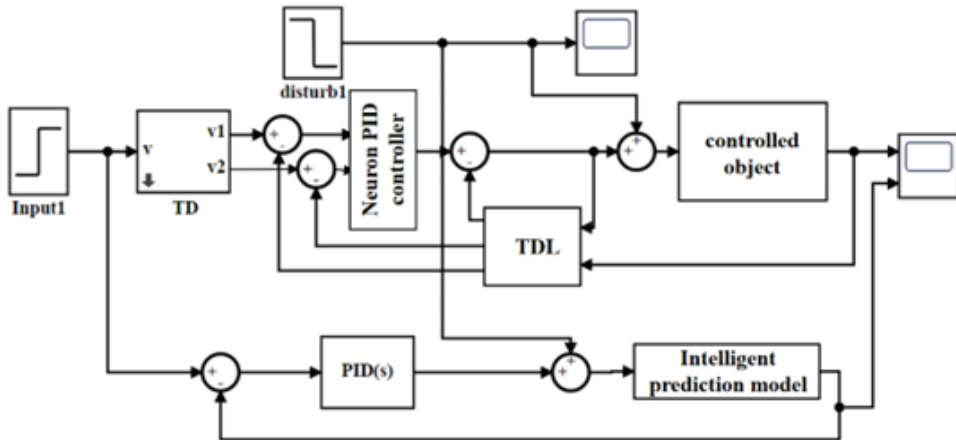 disturb1
Input1
v
v1
v2
TD
+
-
+
-
Neuron PID
controller
+
-
+
+
controlled
object
TDL
+
-
PID(s)
+
+
Intelligent
prediction model